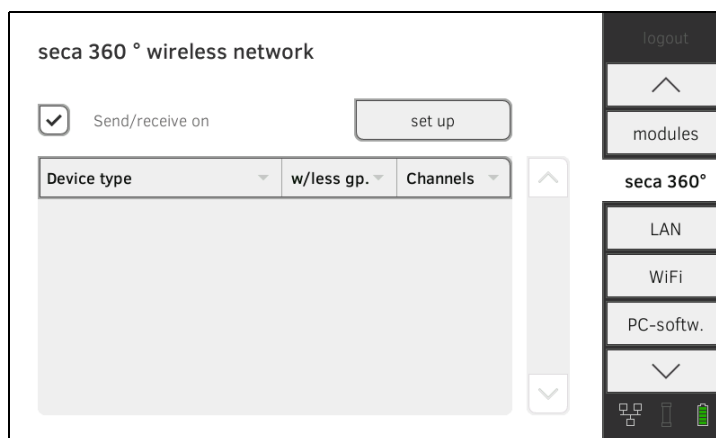 seca 360 ° wireless network
logout
Send/receive on
set up
modules
Device type
w/less gp.
Channels
seca 360°
LAN
WiFi
PC-softw.